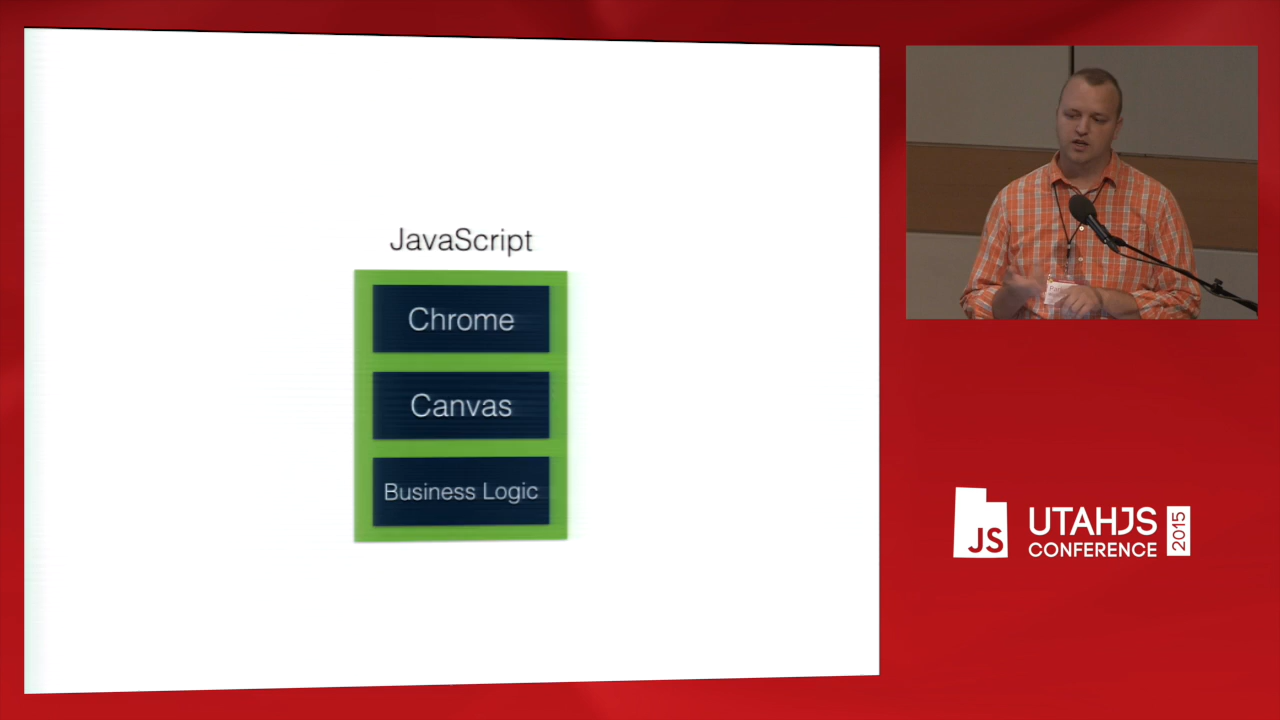 JavaScript
Chrome
Canvas
Business Logic
JS
UTAHJS
CONFERENCE
2015